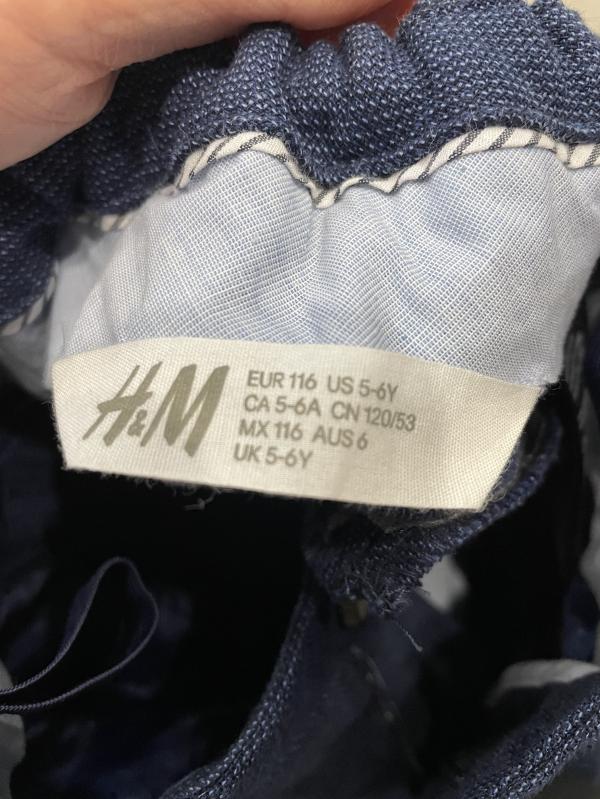 H&M
EUR 116 US 5-6Y
CA 5-6A CN 120/53
MX 116 AUS 6
UK 5-6Y